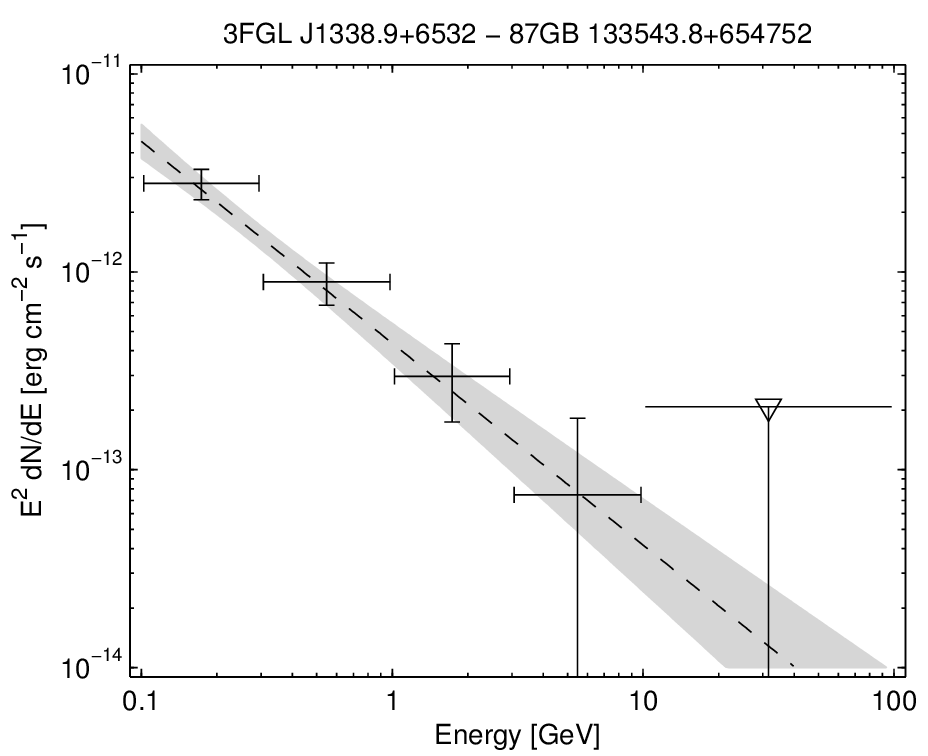 3FGL J1338.9+6532 − 87GB 133543.8+654752
10⁻¹¹
10⁻¹²
10⁻¹³
10⁻¹⁴
E² dN/dE [erg cm⁻² s⁻¹]
0.1 1 10 100
Energy [GeV]